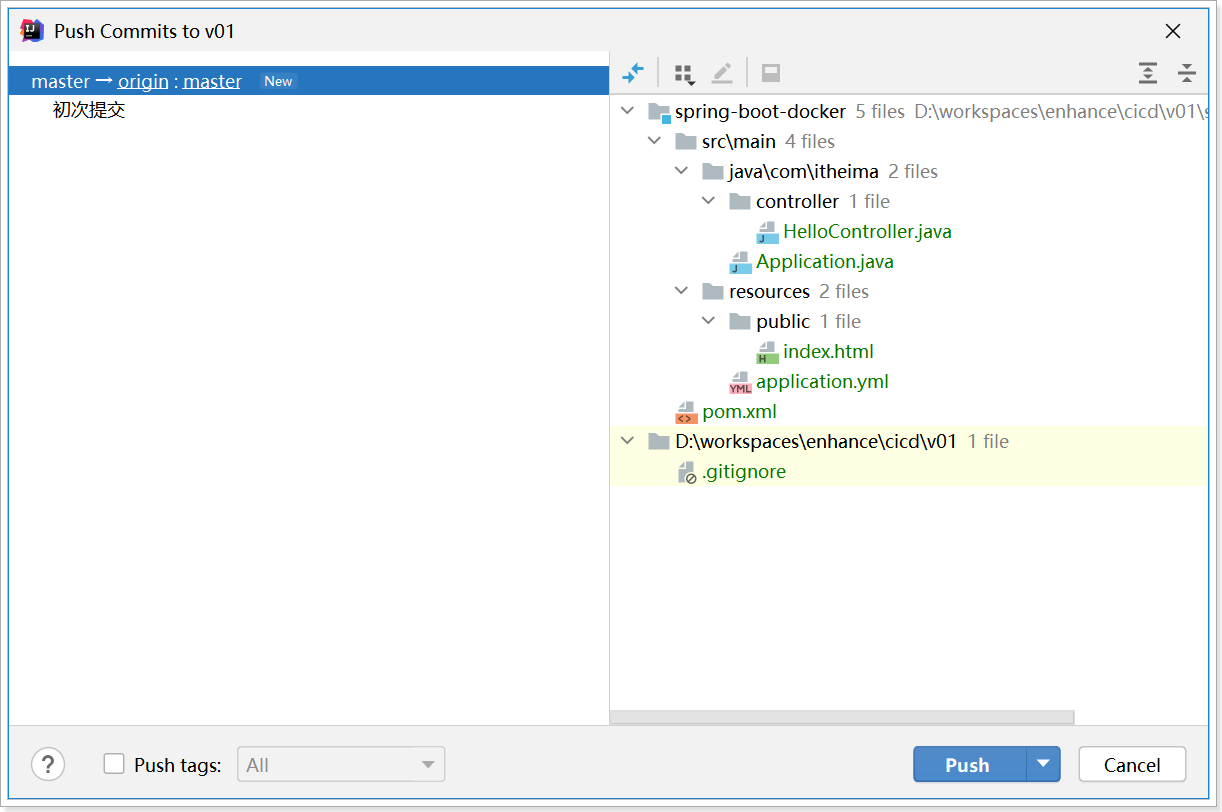 Push Commits to v01
master → origin : master New
初次提交
spring-boot-docker 5 files D:\workspaces\enhance\cicd\v01\s
src\main 4 files
java\com\itheima 2 files
controller 1 file
HelloController.java
Application.java
resources 2 files
public 1 file
index.html
application.yml
pom.xml
D:\workspaces\enhance\cicd\v01 1 file
.gitignore
? Push tags: All Push Cancel